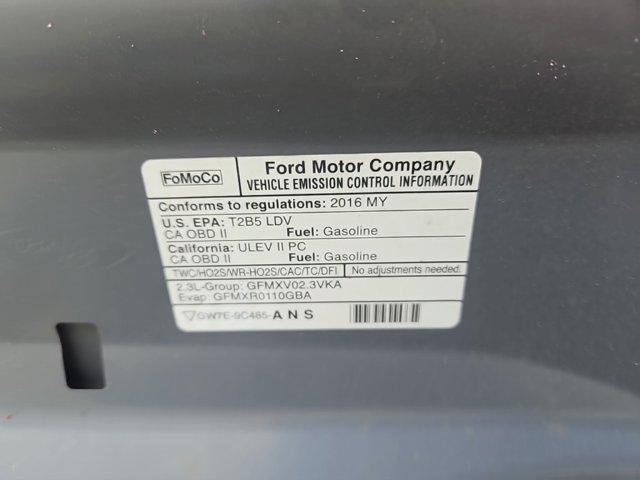 FoMoCo
Ford Motor Company
VEHICLE EMISSION CONTROL INFORMATION
Conforms to regulations: 2016 MY
U.S. EPA: T2B5 LDV
CA OBD II Fuel: Gasoline
California: ULEV II PC
CA OBD II Fuel: Gasoline
TWC/HO2S/WR-HO2S/CAC/TC/DFI No adjustments needed.
2.3L-Group: GFMXV02.3VKA
Evap: GFMXR0110GBA
GW7E-9C485-ANS